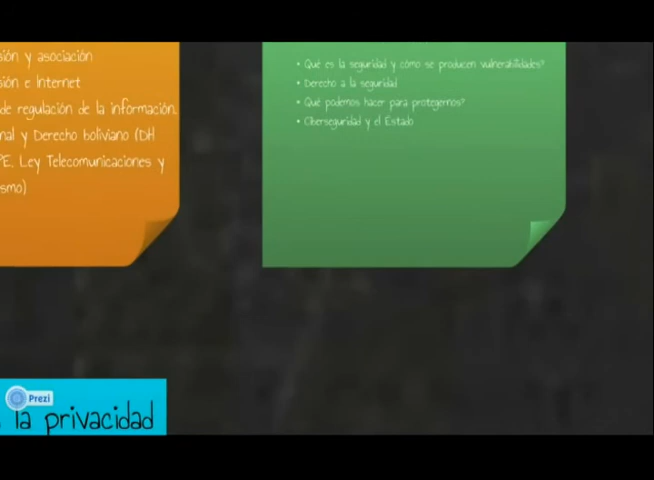 sión y asociación
sión e Internet
de regulación de la información,
nal y Derecho boliviano (DH
PE, Ley Telecomunicaciones y
smo)
• Qué es la seguridad y cómo se producen vulnerabilidades?
• Derecho a la seguridad
• Qué podemos hacer para protegernos?
• Ciberseguridad y el Estado
Prezi
la privacidad